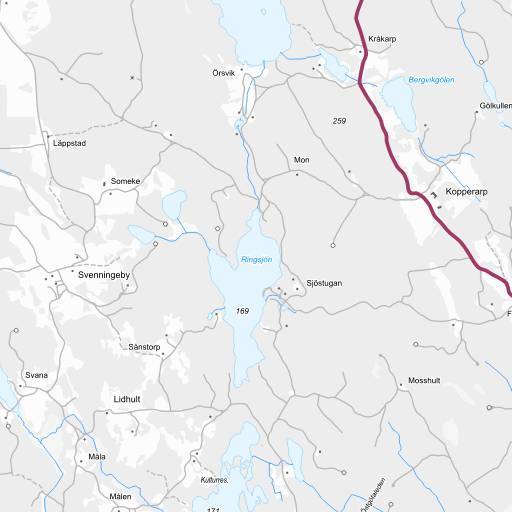 Kråkarp
Örsvik
Bergvikgölen
Gölkullen
259
Läppstad
Mon
Someke
Kopperarp
Ringsjön
Svenningeby
Sjöstugan
169
F
Sånstorp
Svana
Mosshult
Lidhult
Måla
Kulturres.
Målen
171
Östgötaleden